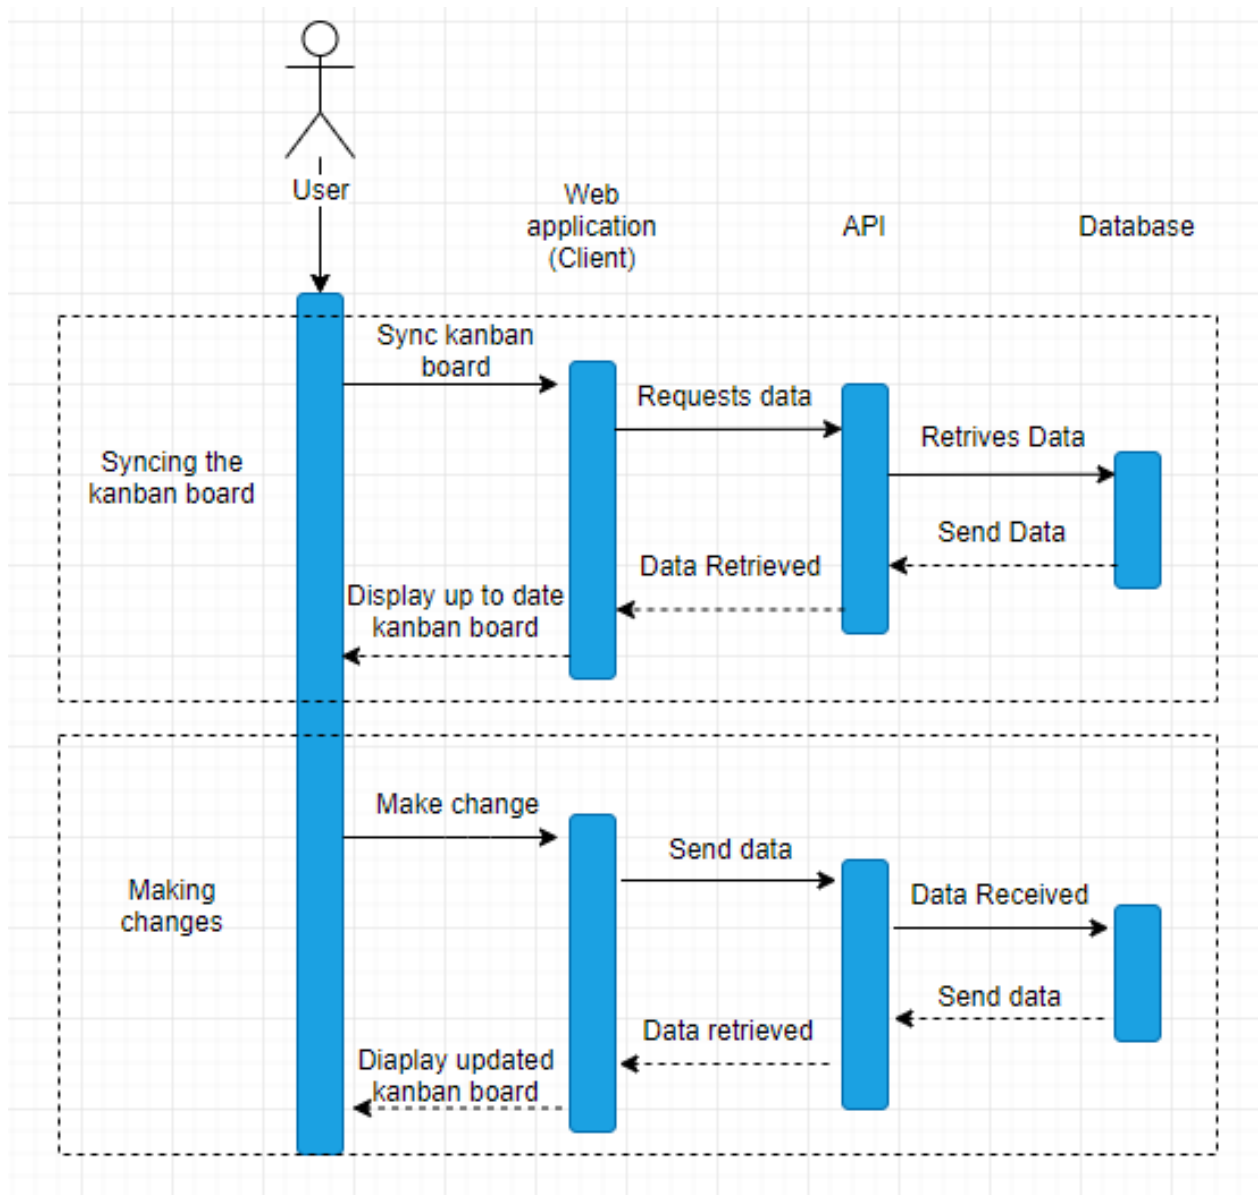 User
Web
application
(Client)
API
Database
Sync kanban
board
Requests data
Retrives Data
Syncing the
kanban board
Send Data
Data Retrieved
Display up to date
kanban board
Make change
Send data
Data Received
Making
changes
Send data
Data retrieved
Diaplay updated
kanban board